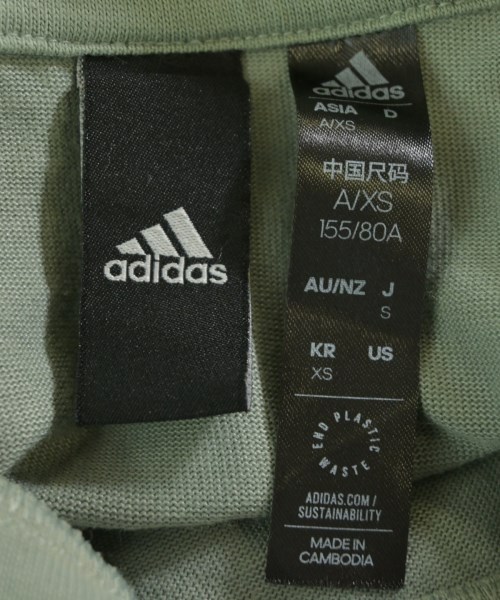 adidas
adidas
ASIA D
A/XS
中国尺码
A/XS
155/80A
AU/NZ J
S
KR US
XS
END PLASTIC WASTE
ADIDAS.COM/
SUSTAINABILITY
MADE IN
CAMBODIA